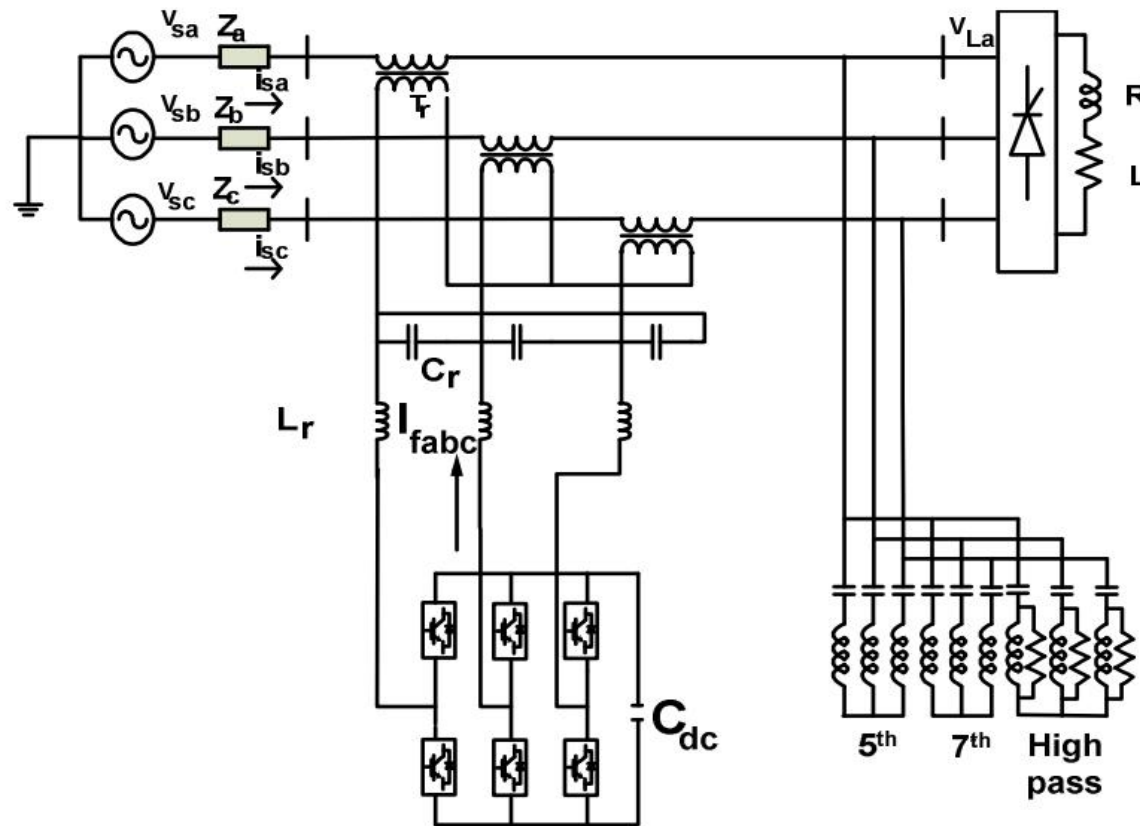 Vsa Za
isa
Tr
Vsb Zb
isb
Vsc Zc
isc
VLa
R
L
Cr
Lr
Ifabc
Cdc
5th
7th
High
pass